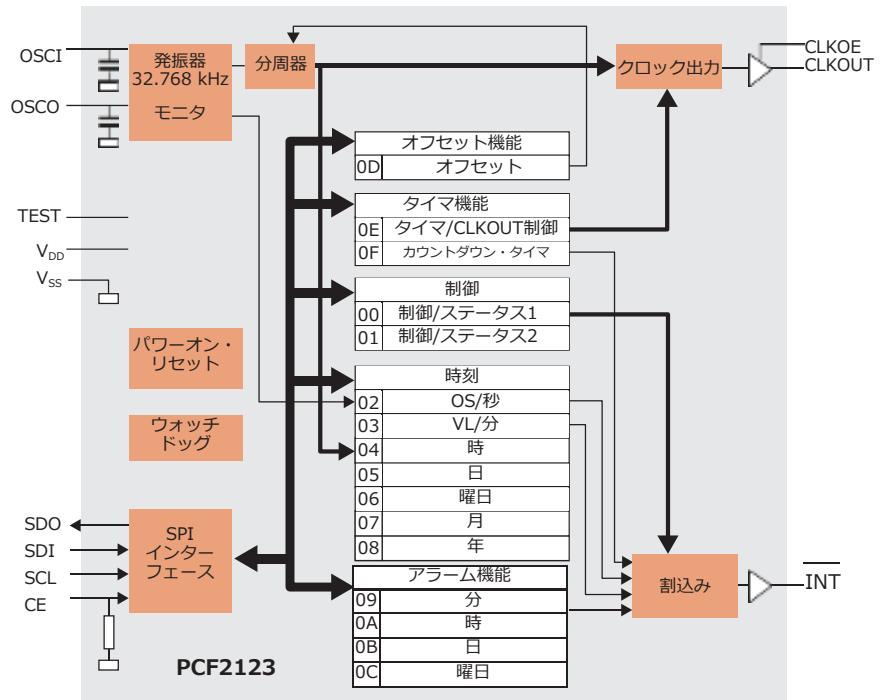 OSCI
発振器
32.768 kHz
モニタ
分周器
クロック出力
CLKOE
CLKOUT
OSCO
オフセット機能
0D オフセット
タイマ機能
0E タイマ/CLKOUT制御
0F カウントダウン・タイマ
TEST
VDD
VSS
制御
00 制御/ステータス1
01 制御/ステータス2
パワーオン・
リセット
時刻
02 OS/秒
03 VL/分
04 時
05 日
06 曜日
07 月
08 年
ウォッチ
ドッグ
SDO
SDI
SCL
CE
SPI
インター
フェース
アラーム機能
09 分
0A 時
0B 日
0C 曜日
割込み
INT
PCF2123